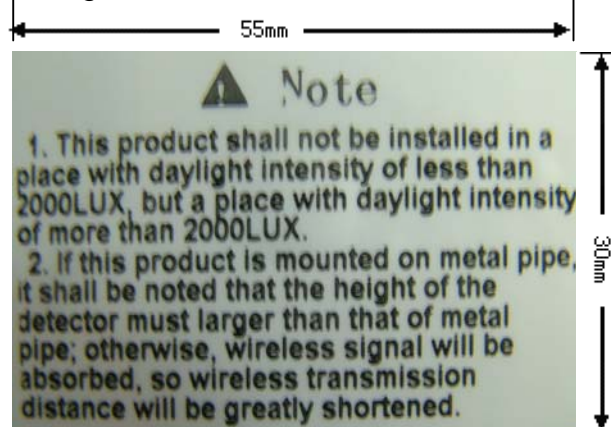 55mm
Note
1. This product shall not be installed in a
place with daylight intensity of less than
2000LUX, but a place with daylight intensity
of more than 2000LUX.
2. If this product is mounted on metal pipe,
it shall be noted that the height of the
detector must larger than that of metal
pipe; otherwise, wireless signal will be
absorbed, so wireless transmission
distance will be greatly shortened.
30mm